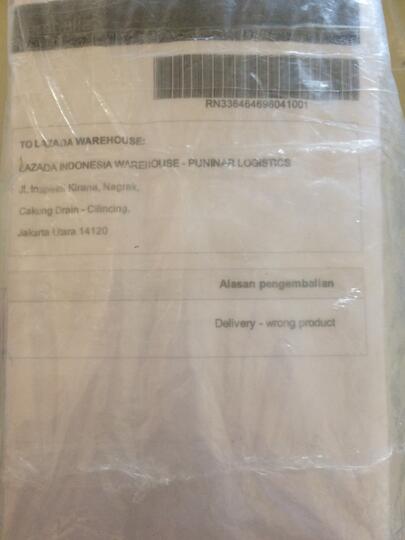 RN336464698041001
TO LAZADA WAREHOUSE:
LAZADA INDONESIA WAREHOUSE - PUNINAR LOGISTICS
Jl. Inspeksi Kirana, Nagrak,
Cakung Drain - Cilincing,
Jakarta Utara 14120
Alasan pengembalian
Delivery - wrong product